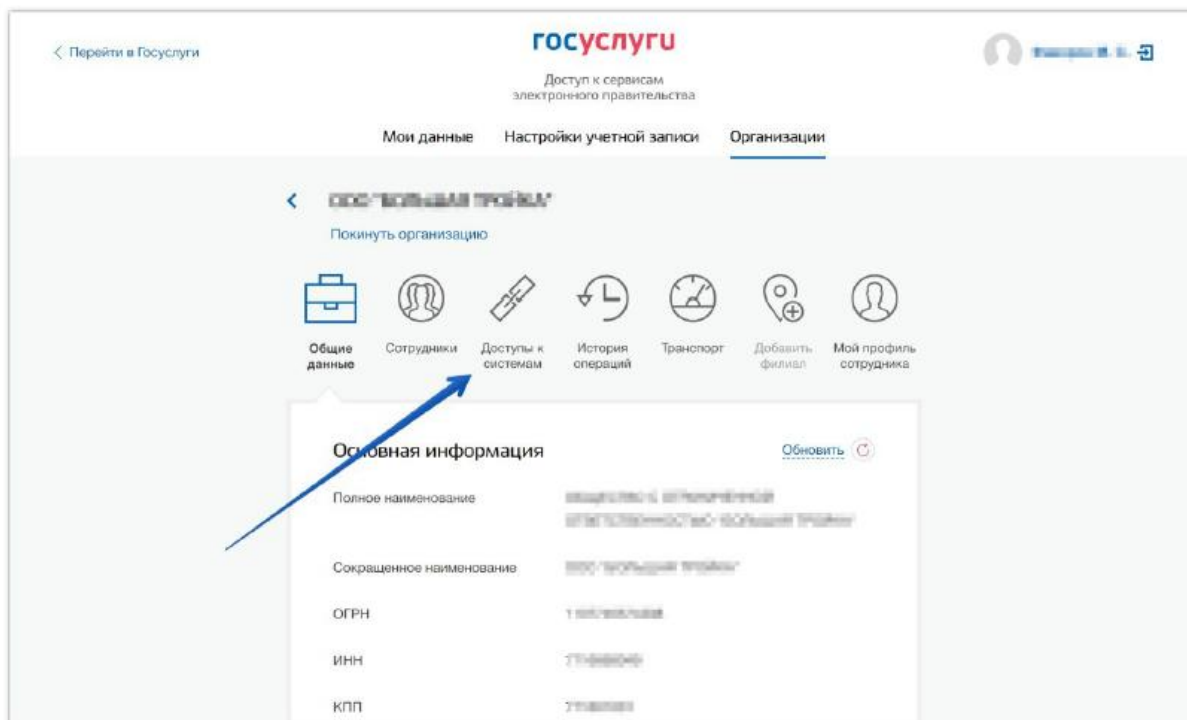 Перейти в Госуслуги
госуслуги
Доступ к сервисам
электронного правительства
Мои данные
Настройки учетной записи
Организации
Покинуть организацию
Общие
данные
Сотрудники
Доступы к
системам
История
операций
Транспорт
Добавить
филиал
Мой профиль
сотрудника
Основная информация
Обновить
Полное наименование
Сокращенное наименование
ОГРН
ИНН
КПП